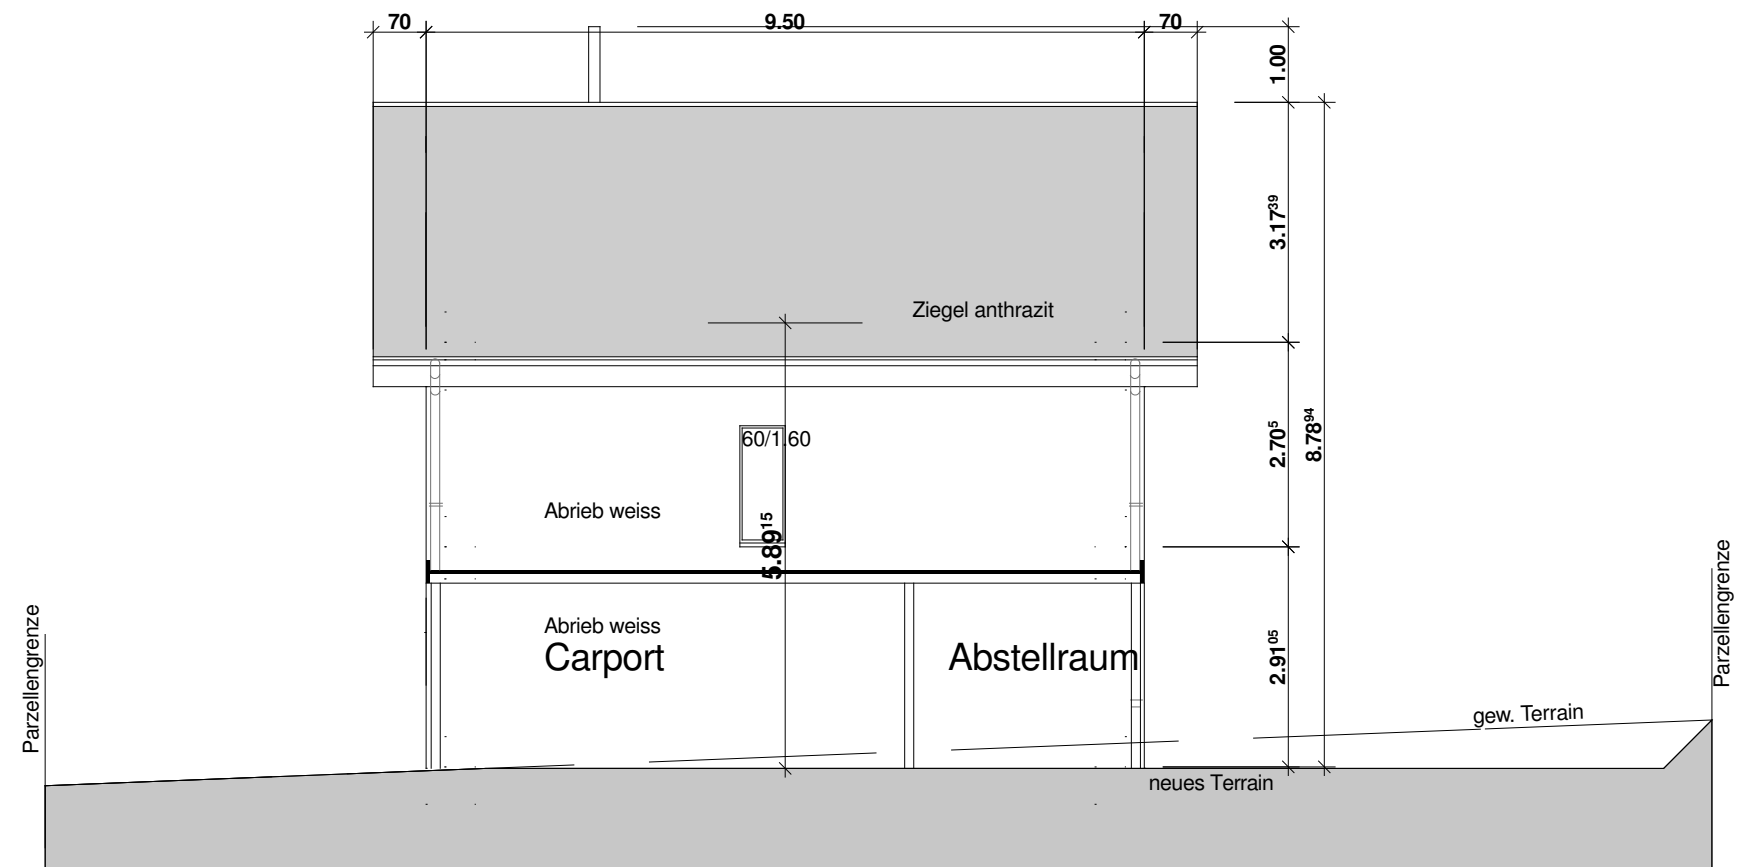 70
9.50
70
1.00
3.17³⁹
Ziegel anthrazit
60/1.60
2.70⁵
8.78⁹⁴
Abrieb weiss
5.89¹⁵
Abrieb weiss
Carport
Abstellraum
2.91⁰⁵
Parzellengrenze
Parzellengrenze
gew. Terrain
neues Terrain